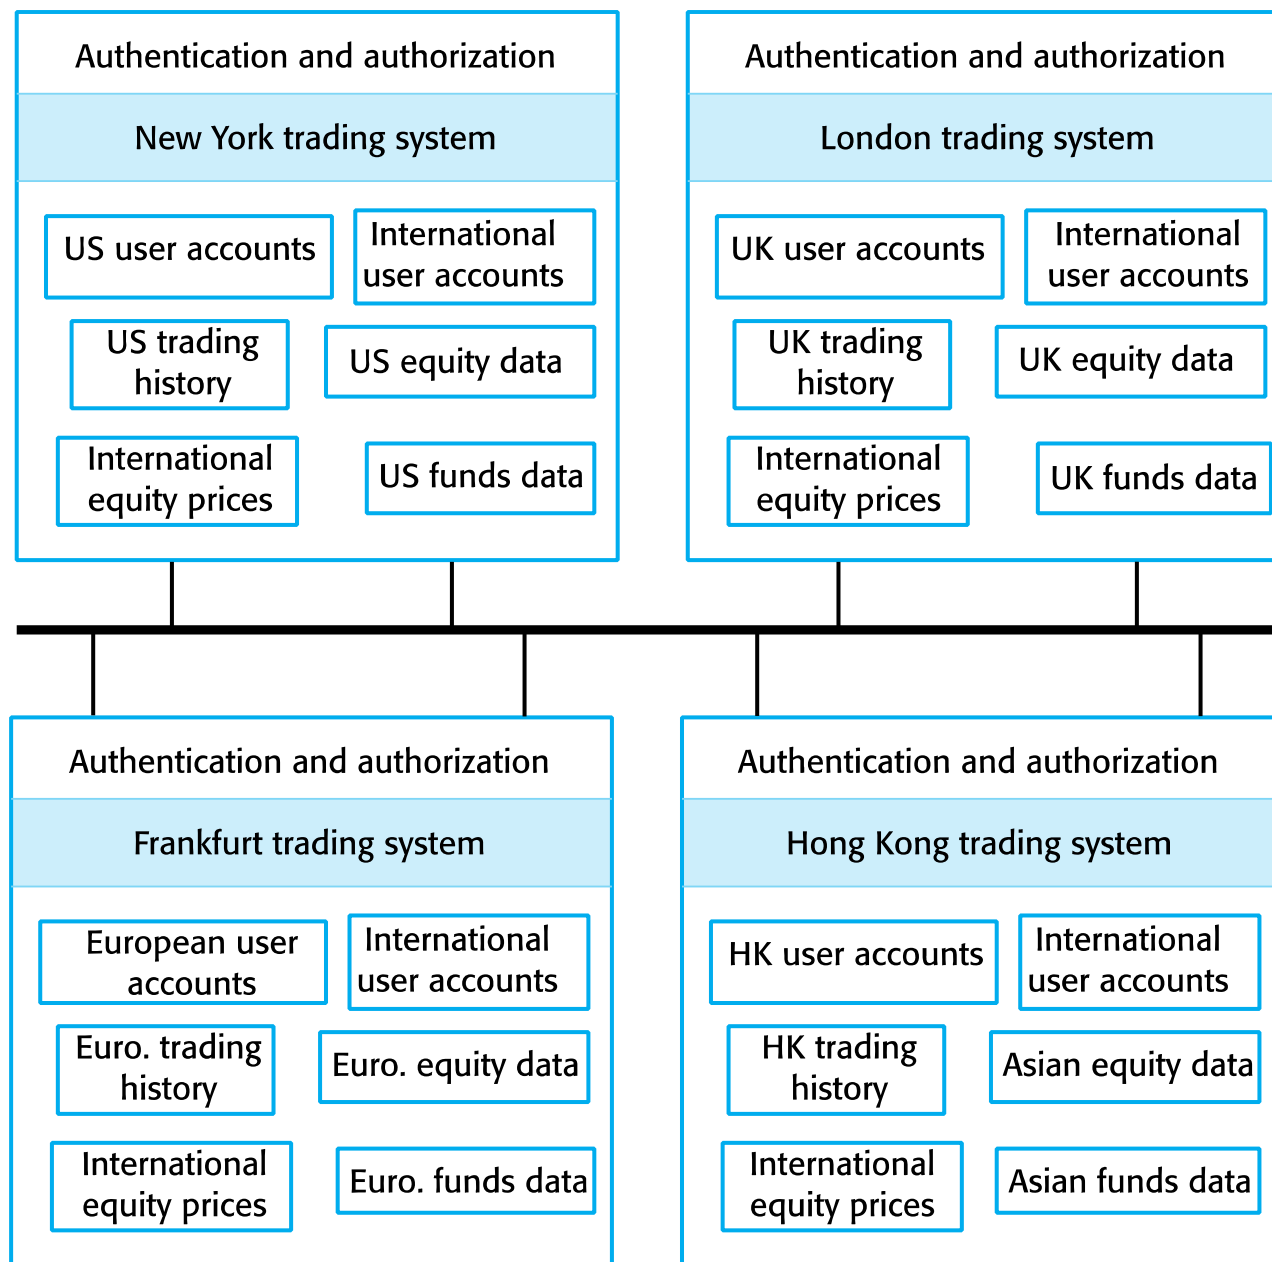 Authentication and authorization
New York trading system
US user accounts
International
user accounts
US trading
history
US equity data
International
equity prices
US funds data
Authentication and authorization
London trading system
UK user accounts
International
user accounts
UK trading
history
UK equity data
International
equity prices
UK funds data
Authentication and authorization
Frankfurt trading system
European user
accounts
International
user accounts
Euro. trading
history
Euro. equity data
International
equity prices
Euro. funds data
Authentication and authorization
Hong Kong trading system
HK user accounts
International
user accounts
HK trading
history
Asian equity data
International
equity prices
Asian funds data